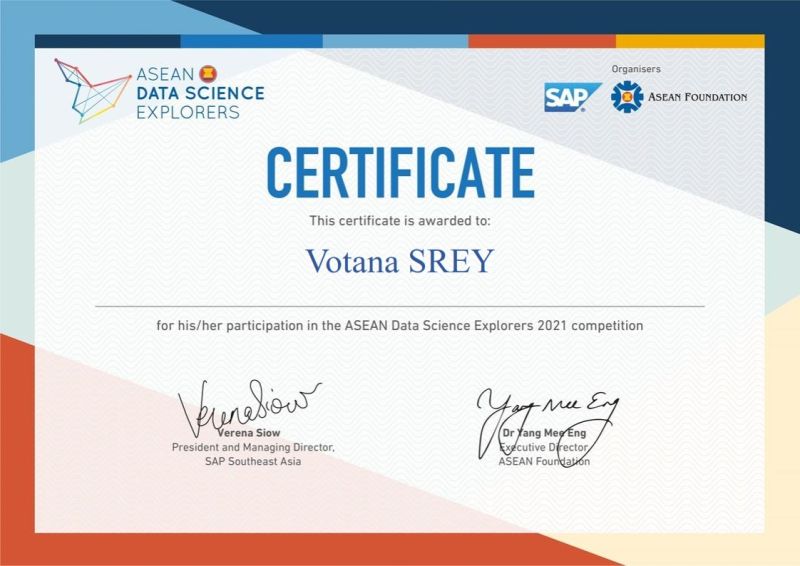 ASEAN
DATA SCIENCE
EXPLORERS
Organisers
SAP
ASEAN FOUNDATION
CERTIFICATE
This certificate is awarded to:
Votana SREY
for his/her participation in the ASEAN Data Science Explorers 2021 competition
Verena Siow
Yang Mee Eng
Verena Siow
President and Managing Director,
SAP Southeast Asia
Dr Yang Mee Eng
Executive Director
ASEAN Foundation